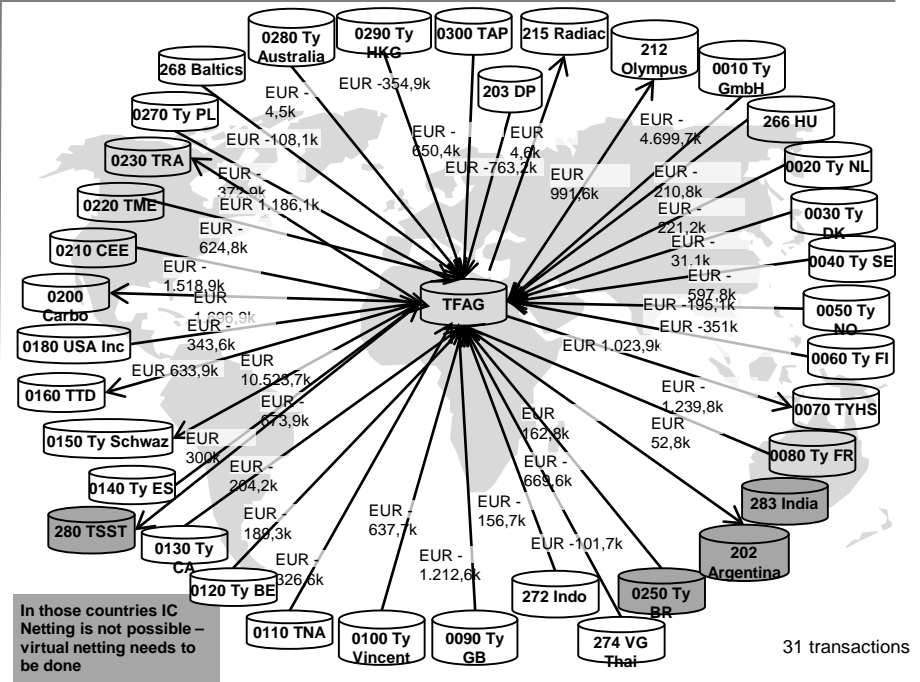 0280 Ty
Australia
0290 Ty
HKG
0300 TAP
215 Radiac
212
Olympus
0010 Ty
GmbH
268 Baltics
203 DP
0270 Ty PL
266 HU
0230 TRA
0020 Ty NL
0220 TME
0030 Ty
DK
0210 CEE
0040 Ty SE
0200
Carbo
TFAG
0050 Ty
NO
0180 USA Inc
0060 Ty FI
0160 TTD
0070 TYHS
0150 Ty Schwaz
0080 Ty FR
0140 Ty ES
283 India
280 TSST
0130 Ty
CA
202
Argentina
0120 Ty BE
272 Indo
0250 Ty
BR
0110 TNA
0100 Ty
Vincent
0090 Ty
GB
274 VG
Thai
EUR -354,9k
EUR -
4,5k
EUR -108,1k
EUR -
372,9k
EUR 1.186,1k
EUR -
624,8k
EUR -
1.518,9k
EUR -
1.696,9k
EUR -
343,6k
EUR 633,9k
EUR
10.523,7k
EUR -
673,9k
EUR
300k
EUR -
204,2k
EUR -
189,3k
326,6k
EUR -
637,7k
EUR -
1.212,6k
EUR -
156,7k
EUR -101,7k
EUR -
669,6k
EUR
162,8k
EUR
52,8k
EUR -
1.239,8k
EUR 1.023,9k
EUR -351k
EUR -195,1k
EUR -
597,8k
EUR -
31,1k
EUR -
221,2k
EUR -
210,8k
EUR -
4.699,7k
EUR
991,6k
EUR
4,6k
EUR -763,2k
EUR -
650,4k
In those countries IC
Netting is not possible –
virtual netting needs to
be done
31 transactions